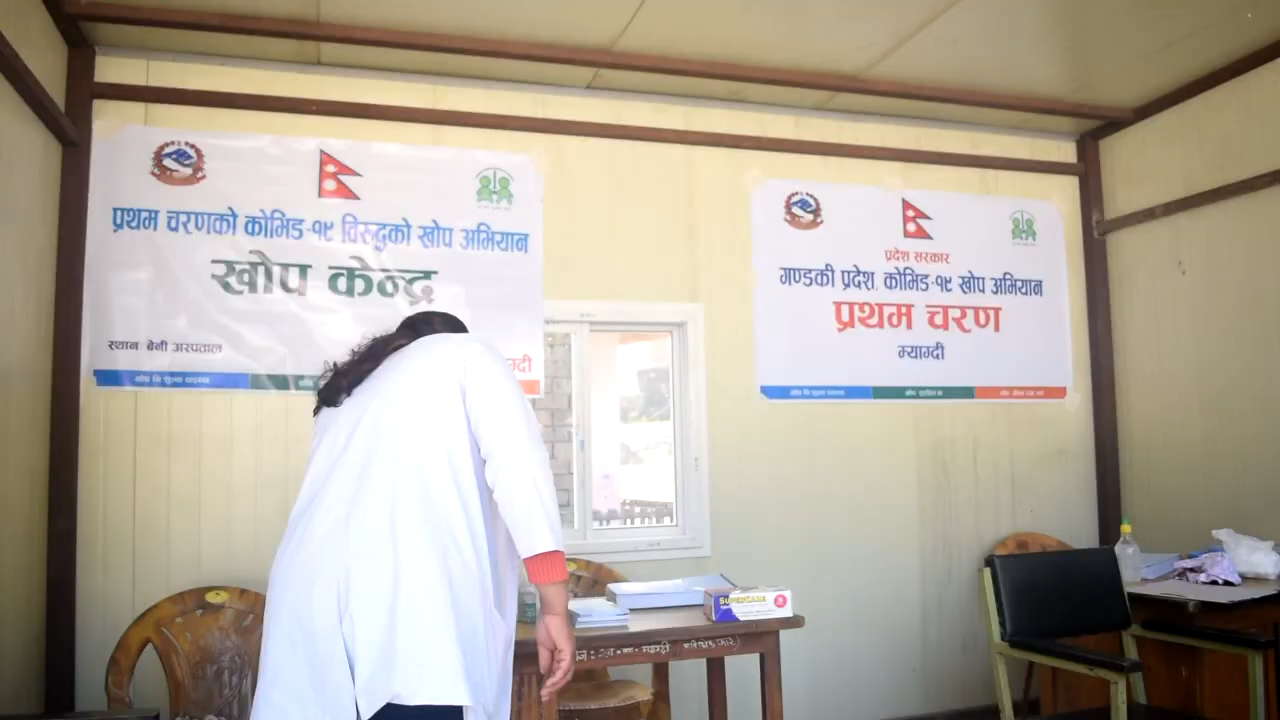 प्रथम चरणको कोभिड-१९ विरुद्धको खोप अभियान
खोप केन्द्र
स्थान बेनी अस्पताल
प्रदेश सरकार
गण्डकी प्रदेश, कोभिड-१९ खोप अभियान
प्रथम चरण
म्याग्दी
SUPERCARE